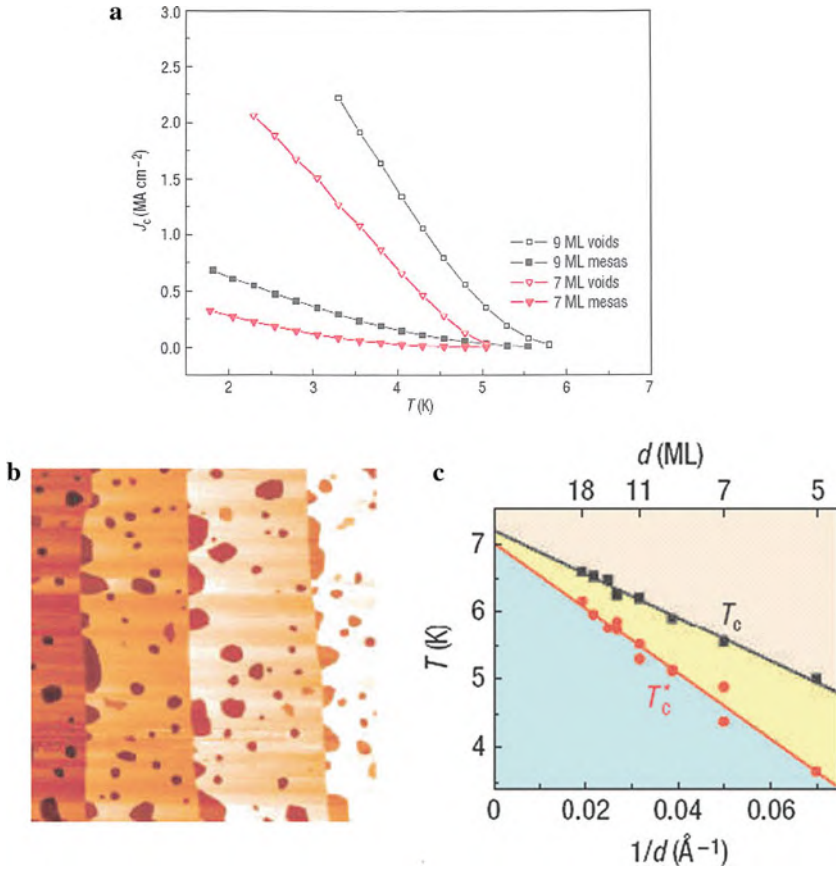 a
3.0
2.5
2.0
1.5
1.0
0.5
0.0
J_c (MA cm⁻²)
9 ML voids
9 ML mesas
7 ML voids
7 ML mesas
2 3 4 5 6 7
T (K)
b
c
d (ML)
18 11 7 5
7
6
5
4
T (K)
T_c
T_c^*
0 0.02 0.04 0.06
1/d (Å⁻¹)